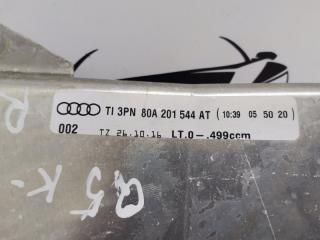 TI 3PN 80A 201 544 AT (10:39 05 50 20)
002 TZ 26.10.16 LT.0-.499ccm
Q5 K-
R